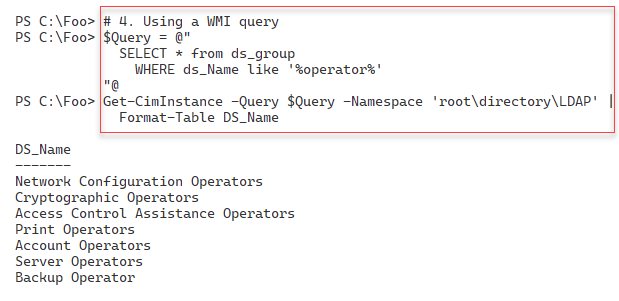 PS C:\Foo> # 4. Using a WMI query
PS C:\Foo> $Query = @"
  SELECT * from ds_group
    WHERE ds_Name like '%operator%'
"@
PS C:\Foo> Get-CimInstance -Query $Query -Namespace 'root\directory\LDAP' |
  Format-Table DS_Name
DS_Name
-------
Network Configuration Operators
Cryptographic Operators
Access Control Assistance Operators
Print Operators
Account Operators
Server Operators
Backup Operator